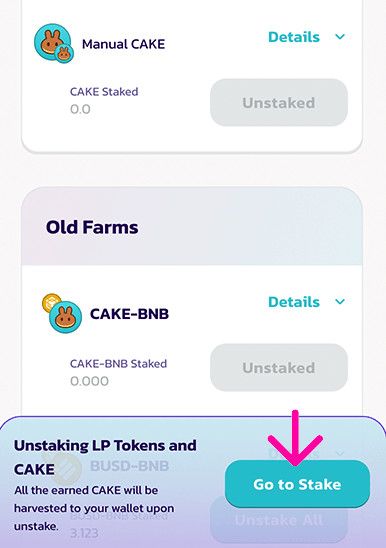 Manual CAKE
Details
CAKE Staked
0.0
Unstaked
Old Farms
CAKE-BNB
Details
CAKE-BNB Staked
0.000
Unstaked
Unstaking LP Tokens and
CAKE
All the earned CAKE will be
harvested to your wallet upon
unstake.
Go to Stake
BUSD-BNB
Details
BUSD-BNB Staked
3.123
Unstake All